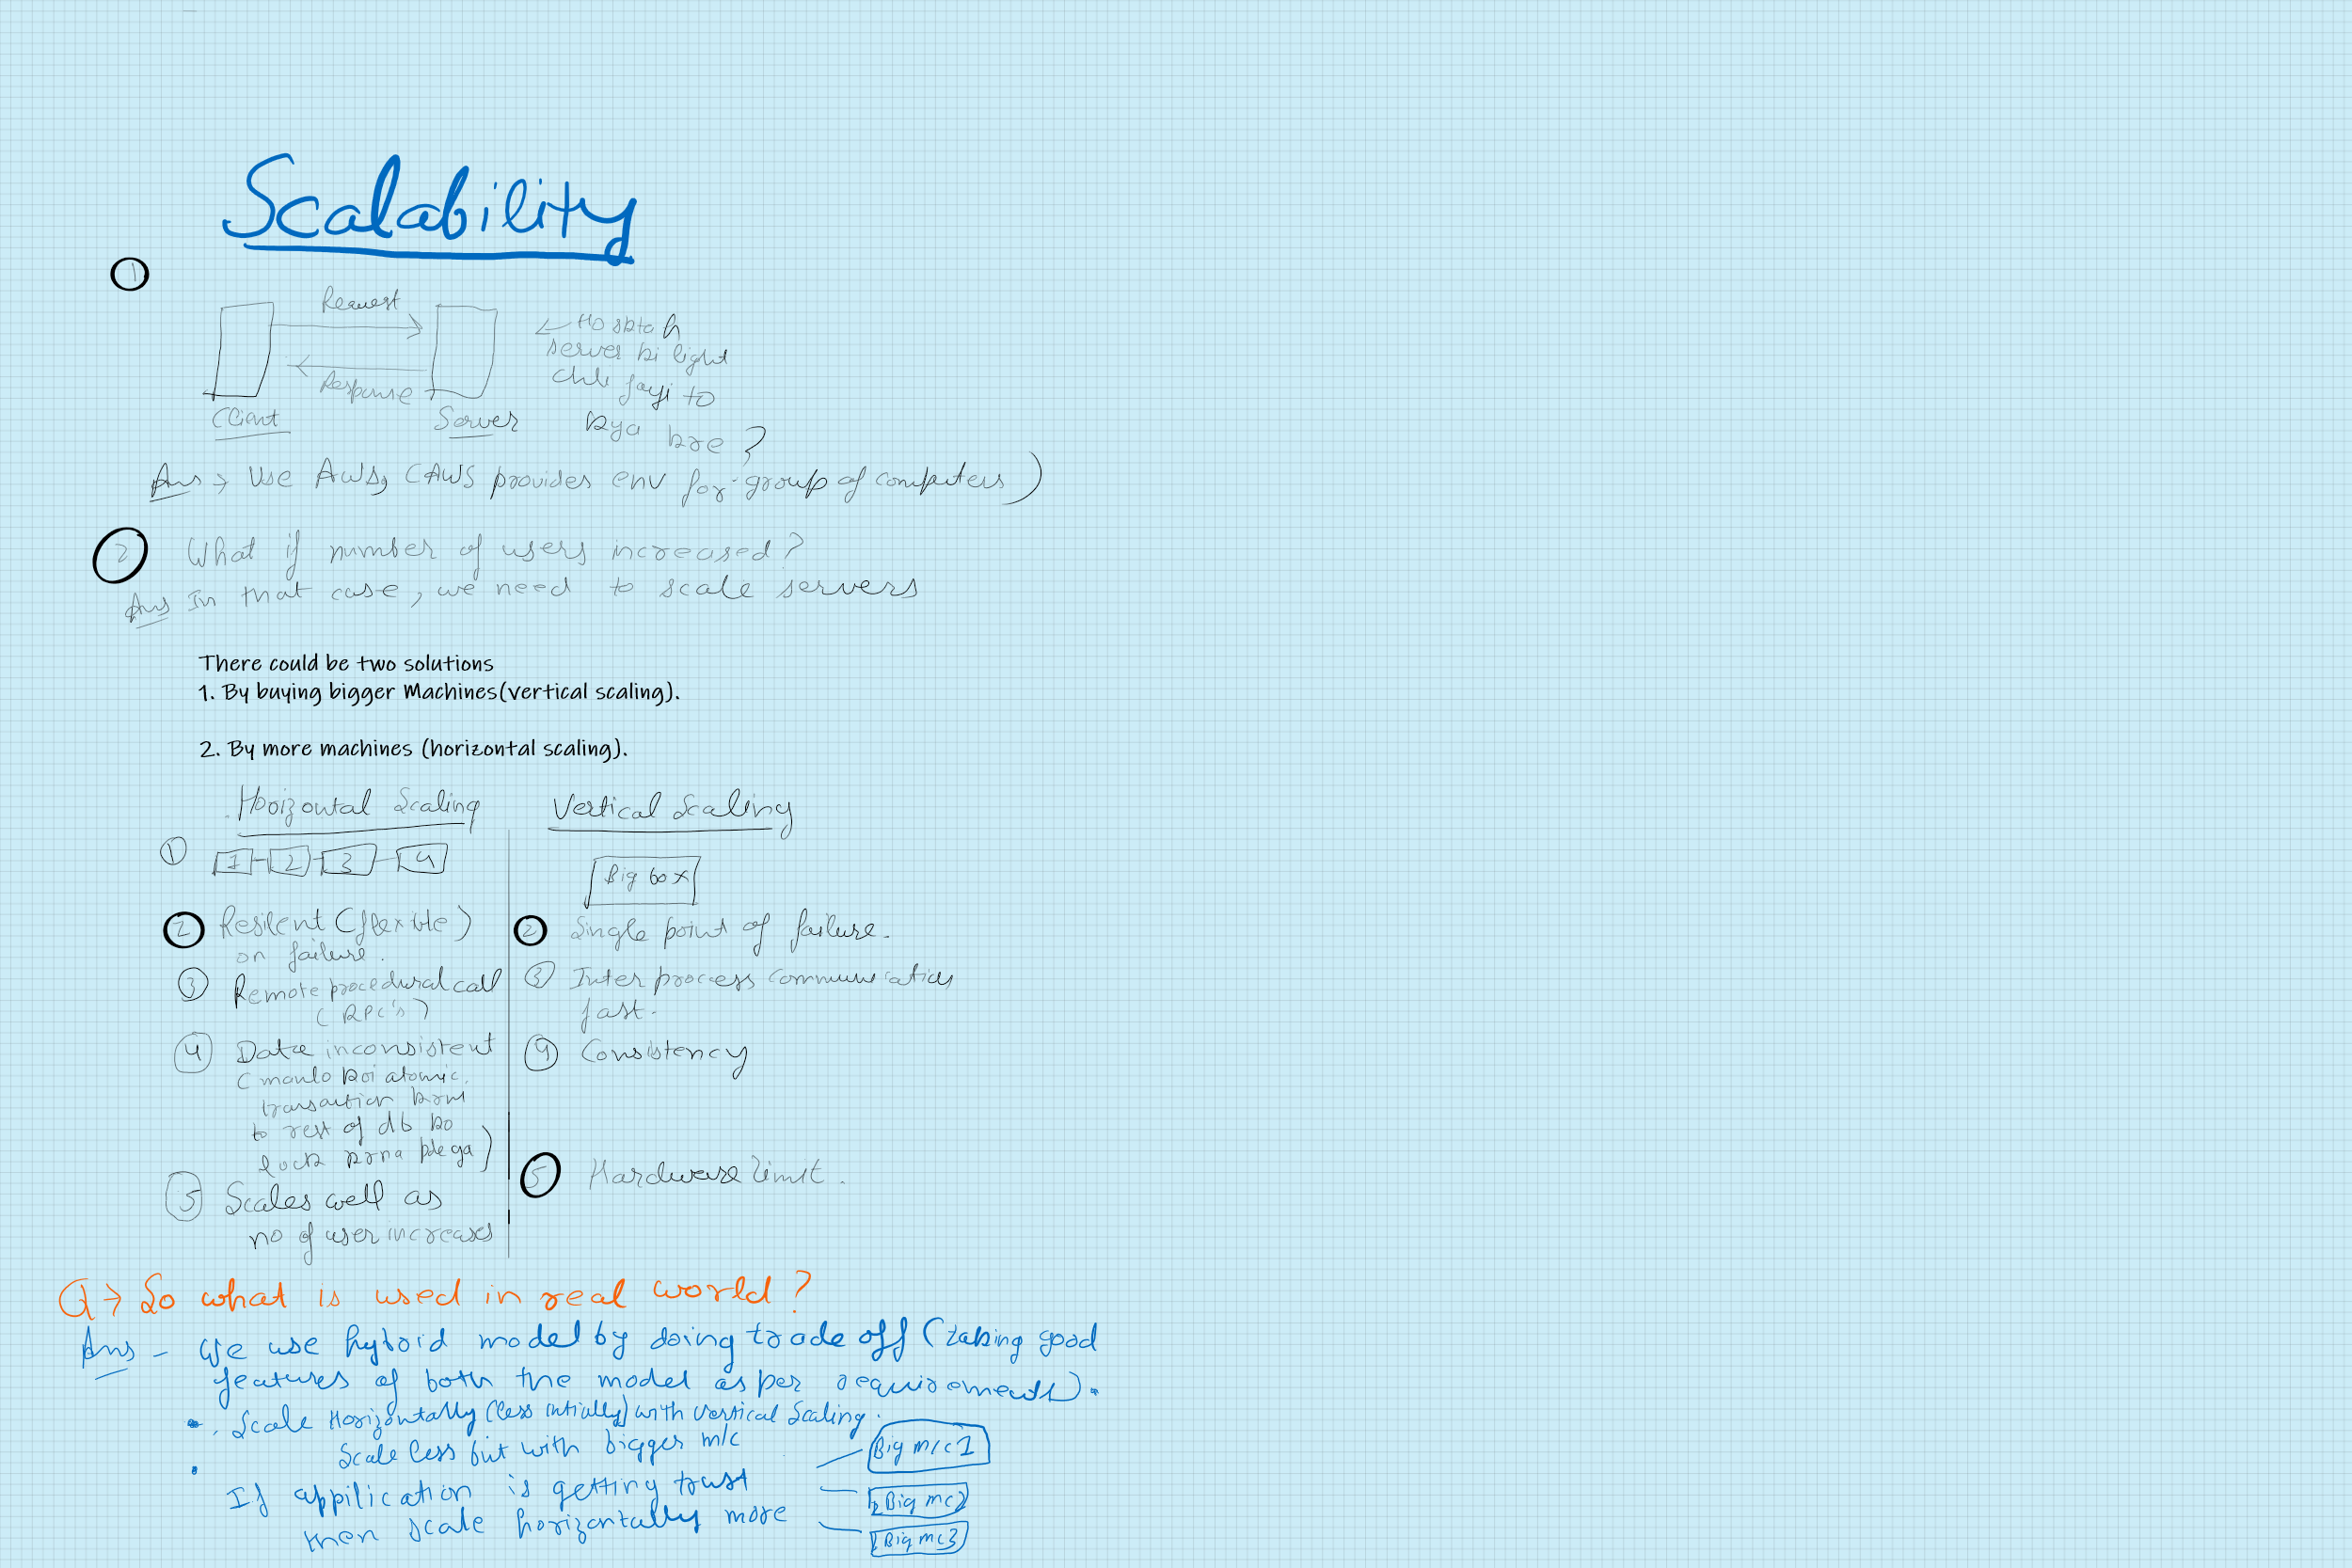 Scalability
1
Request
Response
Client
Server
Ho skta h
server ki light
chli jayi to
kya kre ?
Ans → Use AWS, (AWS provides env for group of computers)
2 What if number of users increased?
Ans In that case, we need to scale servers
There could be two solutions
1. By buying bigger Machines(vertical scaling).
2. By more machines (horizontal scaling).
Horizontal Scaling
1 1 2 3 4
2 Resilent (flexible)
on failure.
3 Remote procedural call
(RPC's)
4 Data inconsistent
(manlo koi atomic
transaction krni
to rest of db ko
lock krna pdega)
5 Scales well as
no of user increases
Vertical Scaling
Big box
2 Single point of failure.
3 Inter process communication
fast.
4 Consistency
5 Hardware limit.
Q → So what is used in real world ?
Ans - We use hybrid model by doing trade off (taking good
features of both the model as per requirements).
• Scale Horizontally (less intially) with vertical Scaling.
Scale less but with bigger m/c
• If appilication is getting trust
then scale horizontally more
Big m/c 1
Big mc2
Big mc3